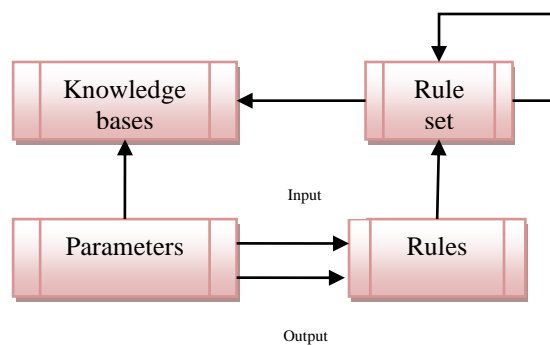 Knowledge
bases
Rule
set
Input
Parameters
Rules
Output